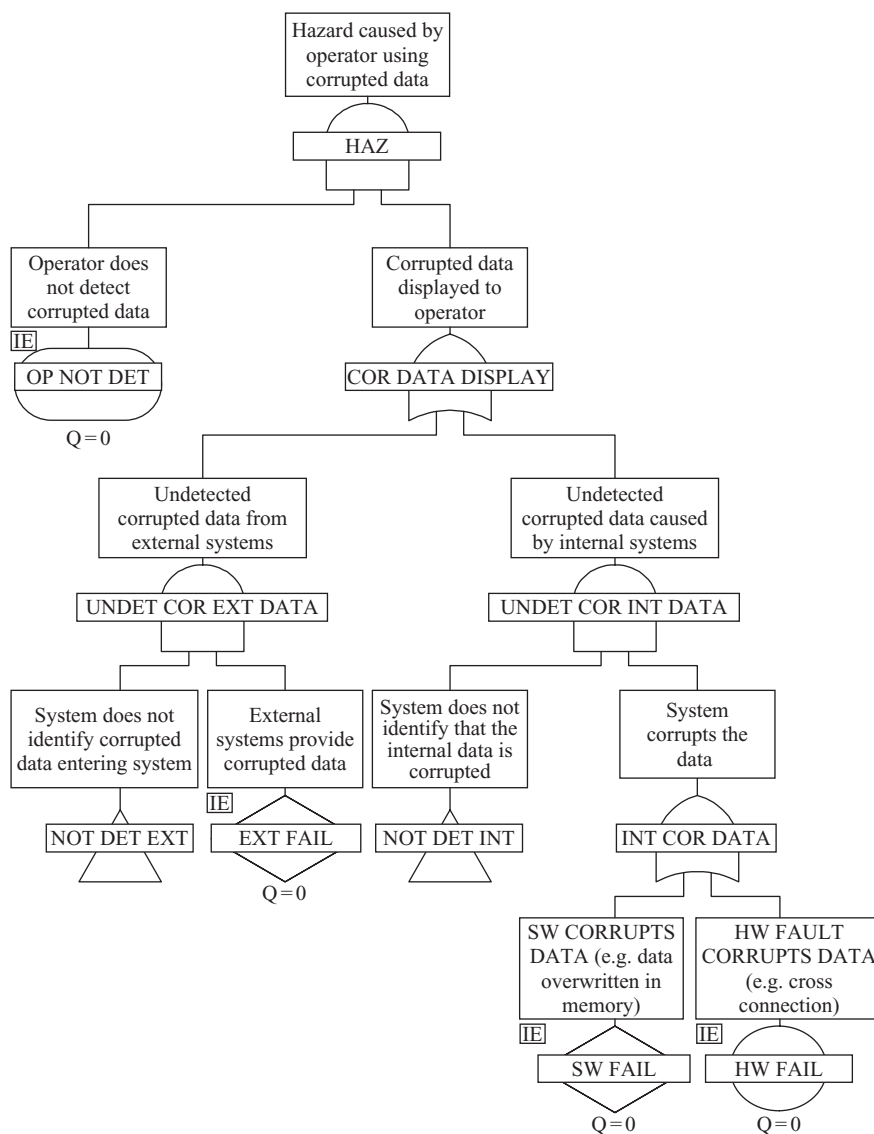 Hazard caused by
operator using
corrupted data
HAZ
Operator does
not detect
corrupted data
IE
OP NOT DET
Q=0
Corrupted data
displayed to
operator
COR DATA DISPLAY
Undetected
corrupted data from
external systems
UNDET COR EXT DATA
Undetected
corrupted data caused
by internal systems
UNDET COR INT DATA
System does not
identify corrupted
data entering system
NOT DET EXT
External
systems provide
corrupted data
IE
EXT FAIL
Q=0
System does not
identify that the
internal data is
corrupted
NOT DET INT
System
corrupts the
data
INT COR DATA
SW CORRUPTS
DATA (e.g. data
overwritten in
memory)
IE
SW FAIL
Q=0
HW FAULT
CORRUPTS DATA
(e.g. cross
connection)
IE
HW FAIL
Q=0